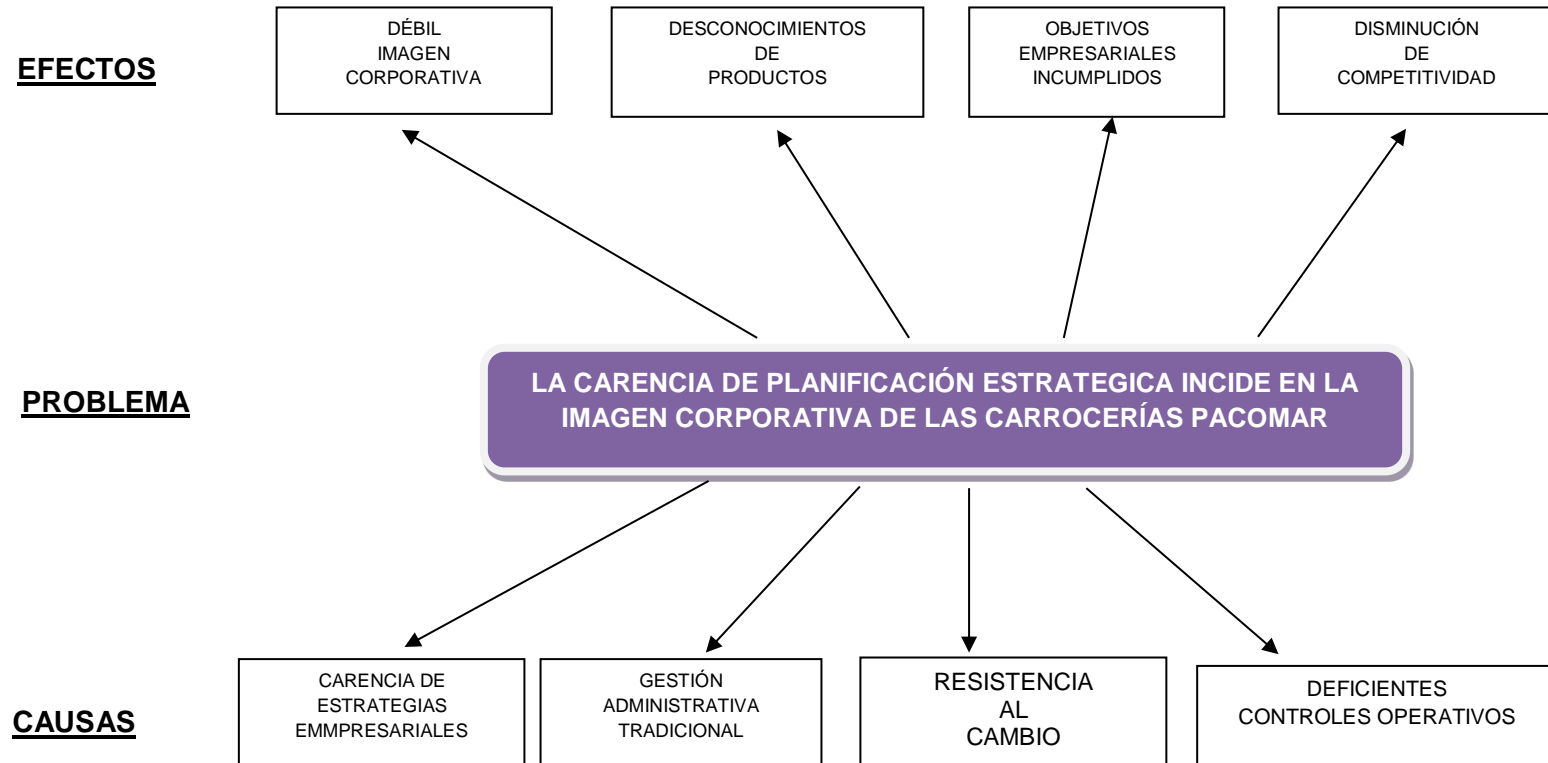 EFECTOS
DÉBIL
IMAGEN
CORPORATIVA
DESCONOCIMIENTOS
DE
PRODUCTOS
OBJETIVOS
EMPRESARIALES
INCUMPLIDOS
DISMINUCIÓN
DE
COMPETITIVIDAD
PROBLEMA
LA CARENCIA DE PLANIFICACIÓN ESTRATEGICA INCIDE EN LA
IMAGEN CORPORATIVA DE LAS CARROCERÍAS PACOMAR
CAUSAS
CARENCIA DE
ESTRATEGIAS
EMMPRESARIALES
GESTIÓN
ADMINISTRATIVA
TRADICIONAL
RESISTENCIA
AL
CAMBIO
DEFICIENTES
CONTROLES OPERATIVOS